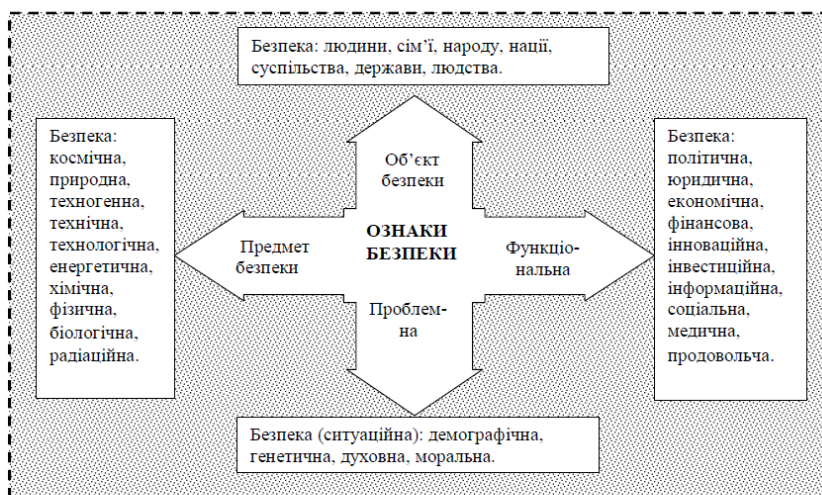 Безпека: людини, сім’ї, народу, нації,
суспільства, держави, людства.
Безпека:
космічна,
природна,
техногенна,
технічна,
технологічна,
енергетична,
хімічна,
фізична,
біологічна,
радіаційна.
Об’єкт
безпеки
ОЗНАКИ
БЕЗПЕКИ
Предмет
безпеки
Функціо-
нальна
Проблем-
на
Безпека:
політична,
юридична,
економічна,
фінансова,
інноваційна,
інвестиційна,
інформаційна,
соціальна,
медична,
продовольча.
Безпека (ситуаційна): демографічна,
генетична, духовна, моральна.